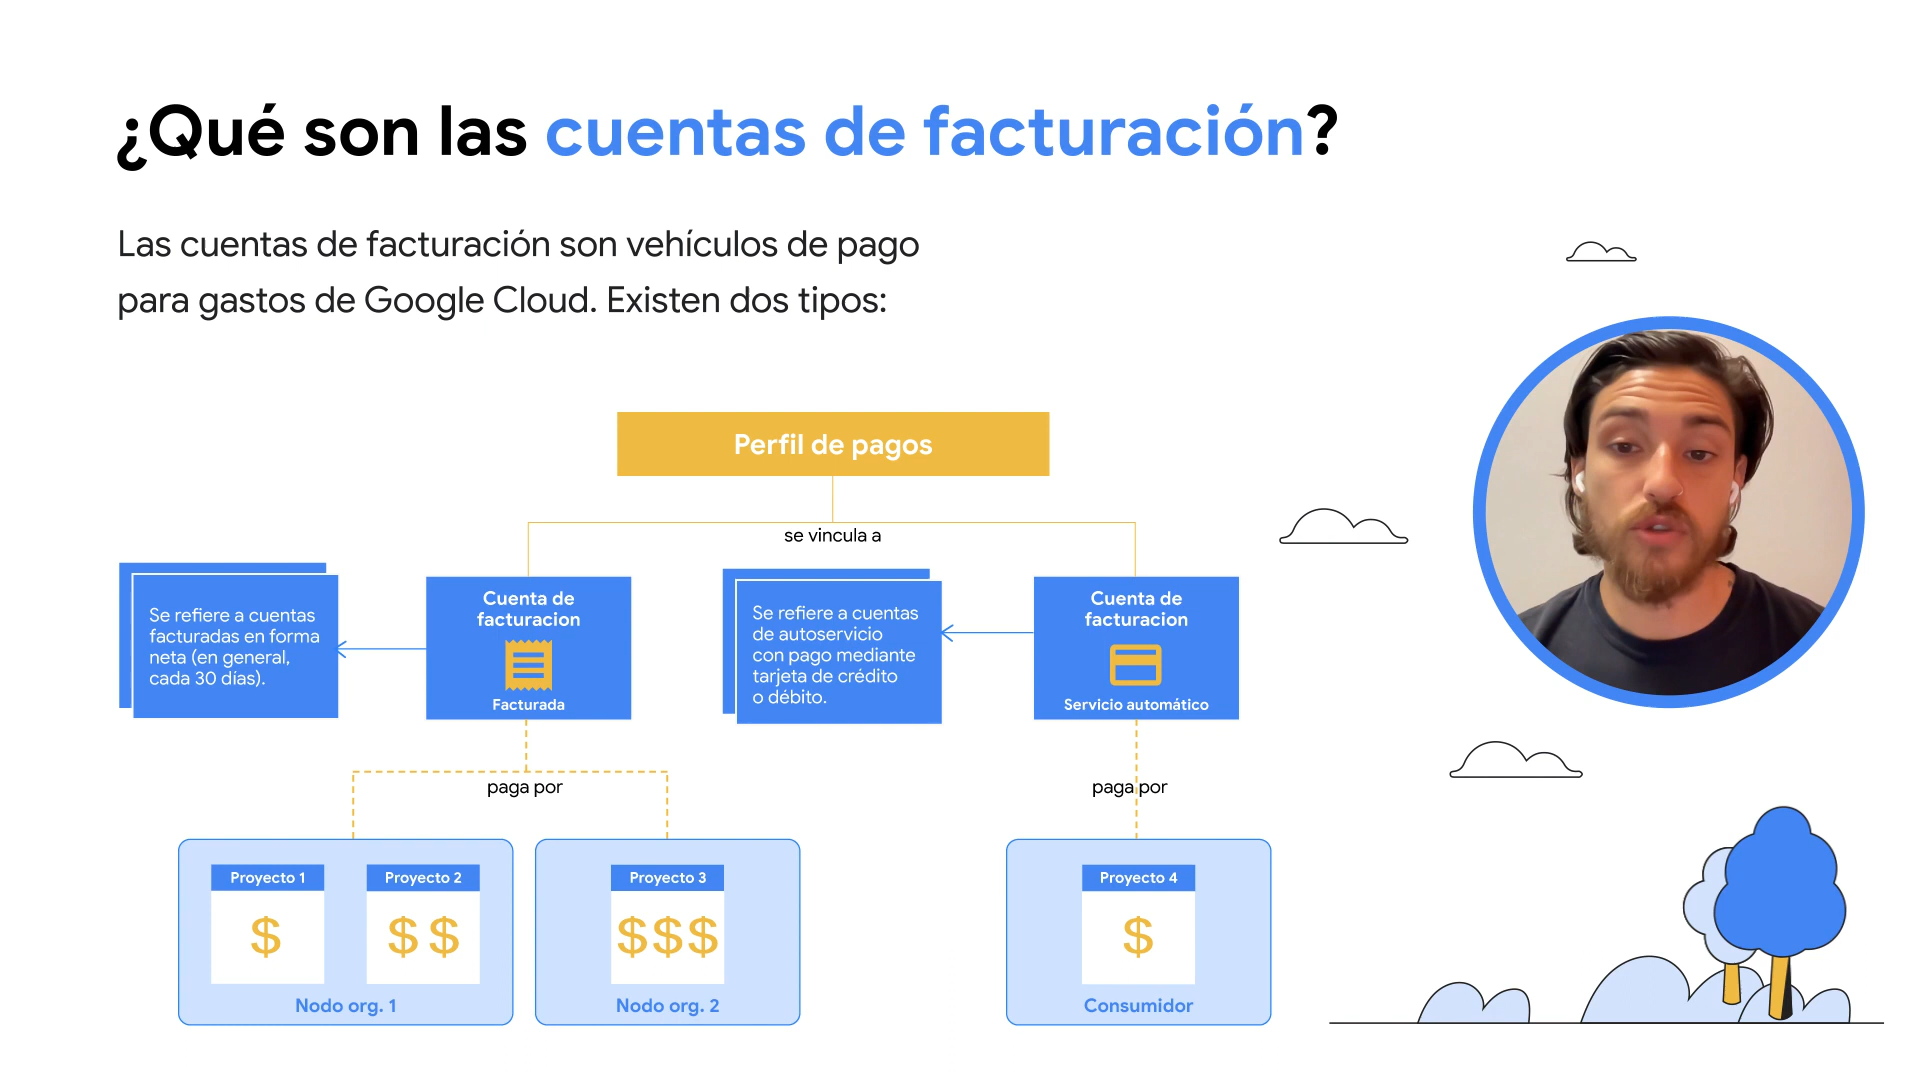 ¿Qué son las cuentas de facturación?
Las cuentas de facturación son vehículos de pago
para gastos de Google Cloud. Existen dos tipos:
Perfil de pagos
se vincula a
Se refiere a cuentas
facturadas en forma
neta (en general,
cada 30 días).
Cuenta de
facturacion
Facturada
Se refiere a cuentas
de autoservicio
con pago mediante
tarjeta de crédito
o débito.
Cuenta de
facturacion
Servicio automático
paga por
paga por
Proyecto 1
$
Proyecto 2
$ $
Nodo org. 1
Proyecto 3
$$$
Nodo org. 2
Proyecto 4
$
Consumidor